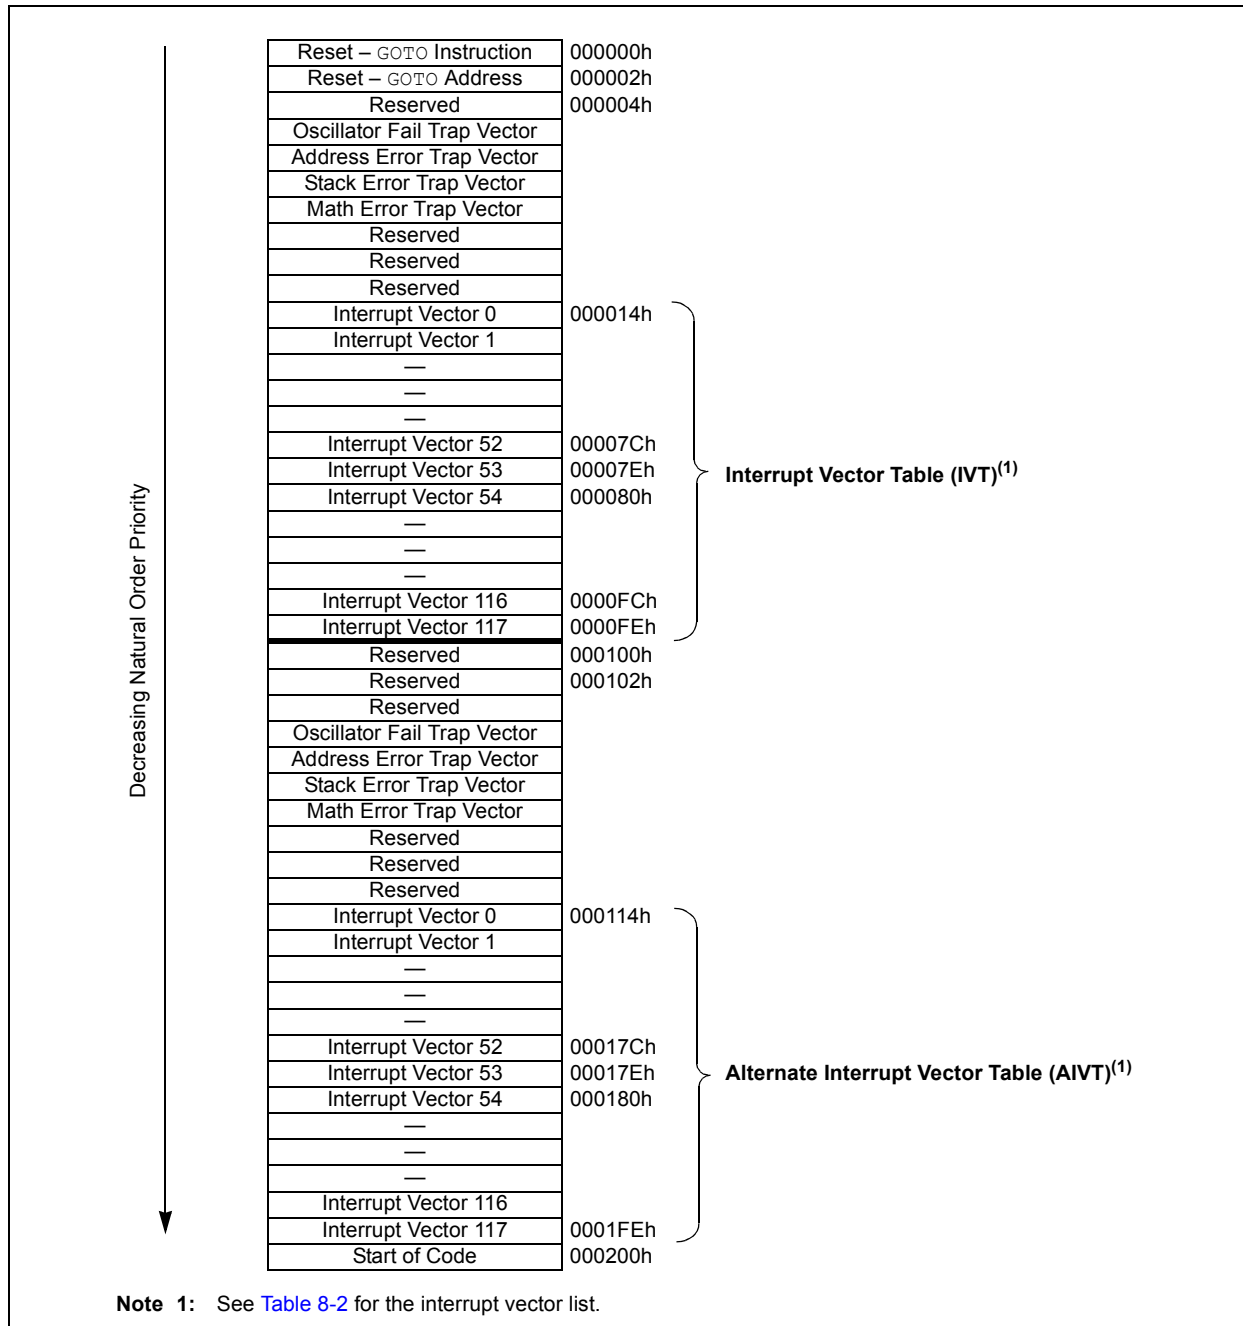 Reset – GOTO Instruction 000000h
Reset – GOTO Address 000002h
Reserved 000004h
Oscillator Fail Trap Vector
Address Error Trap Vector
Stack Error Trap Vector
Math Error Trap Vector
Reserved
Reserved
Reserved
Interrupt Vector 0 000014h
Interrupt Vector 1
—
—
—
Interrupt Vector 52 00007Ch
Interrupt Vector 53 00007Eh
Interrupt Vector 54 000080h
—
—
—
Interrupt Vector 116 0000FCh
Interrupt Vector 117 0000FEh
Interrupt Vector Table (IVT)(1)
Reserved 000100h
Reserved 000102h
Reserved
Oscillator Fail Trap Vector
Address Error Trap Vector
Stack Error Trap Vector
Math Error Trap Vector
Reserved
Reserved
Reserved
Interrupt Vector 0 000114h
Interrupt Vector 1
—
—
—
Interrupt Vector 52 00017Ch
Interrupt Vector 53 00017Eh
Interrupt Vector 54 000180h
—
—
—
Interrupt Vector 116
Interrupt Vector 117 0001FEh
Alternate Interrupt Vector Table (AIVT)(1)
Start of Code 000200h
Decreasing Natural Order Priority
Note 1: See Table 8-2 for the interrupt vector list.